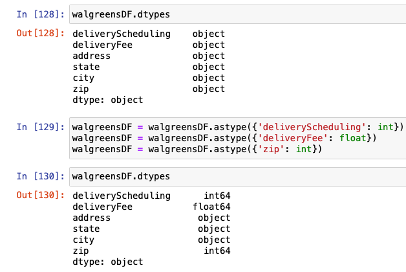 In [128]: walgreensDF.dtypes
Out[128]: deliveryScheduling    object
deliveryFee           object
address               object
state                 object
city                  object
zip                   object
dtype: object
In [129]: walgreensDF = walgreensDF.astype({'deliveryScheduling': int})
walgreensDF = walgreensDF.astype({'deliveryFee': float})
walgreensDF = walgreensDF.astype({'zip': int})
In [130]: walgreensDF.dtypes
Out[130]: deliveryScheduling      int64
deliveryFee           float64
address                object
state                  object
city                   object
zip                     int64
dtype: object